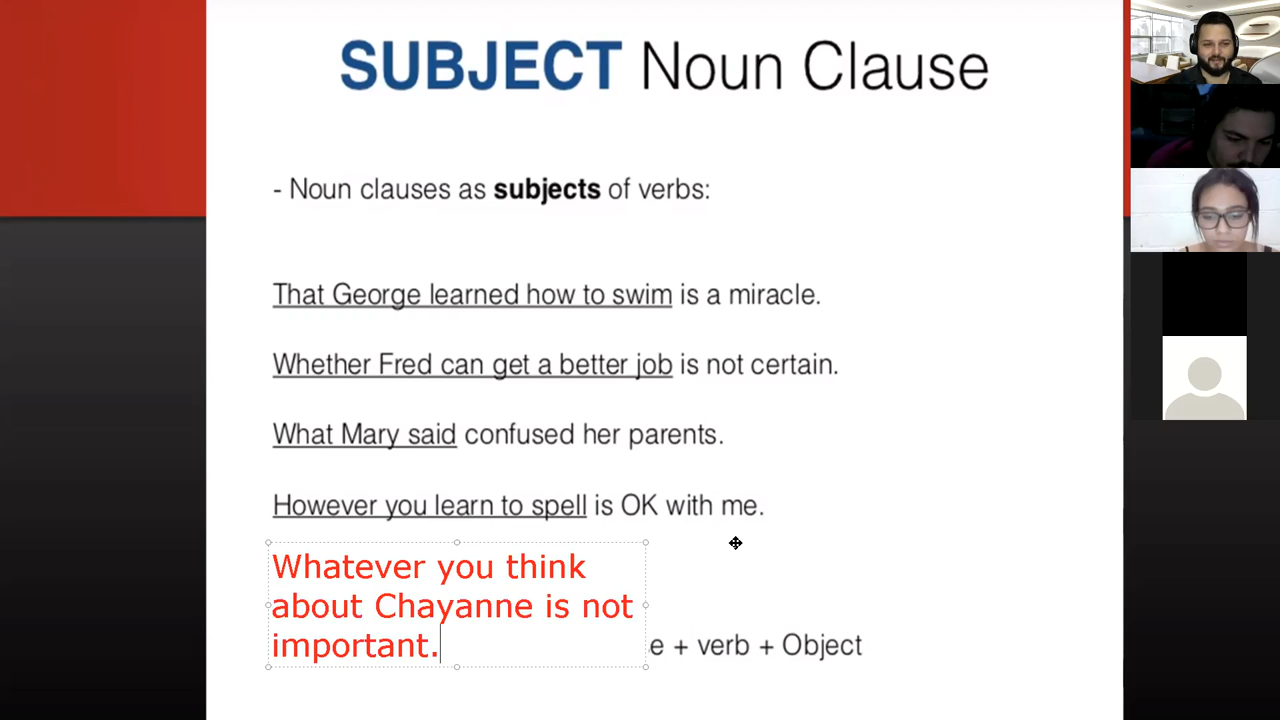 SUBJECT Noun Clause
- Noun clauses as subjects of verbs:
That George learned how to swim is a miracle.
Whether Fred can get a better job is not certain.
What Mary said confused her parents.
However you learn to spell is OK with me.
Whatever you think
about Chayanne is not
important.
e + verb + Object